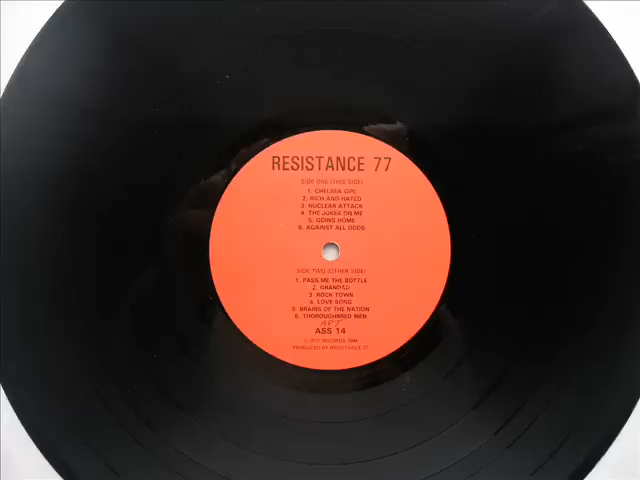 RESISTANCE 77
SIDE ONE (THIS SIDE)
1. CHELSEA GIRL
2. RICH AND HATED
3. NUCLEAR ATTACK
4. THE JOKES ON ME
5. GOING HOME
6. AGAINST ALL ODDS
SIDE TWO (OTHER SIDE)
1. PASS ME THE BOTTLE
2. GRANDAD
3. ROCK TOWN
4. LOVE SONG
5. BRAINS OF THE NATION
6. THOROUGHBRED MEN
ASS 14
RECORDS 1984
PRODUCED BY RESISTANCE 77